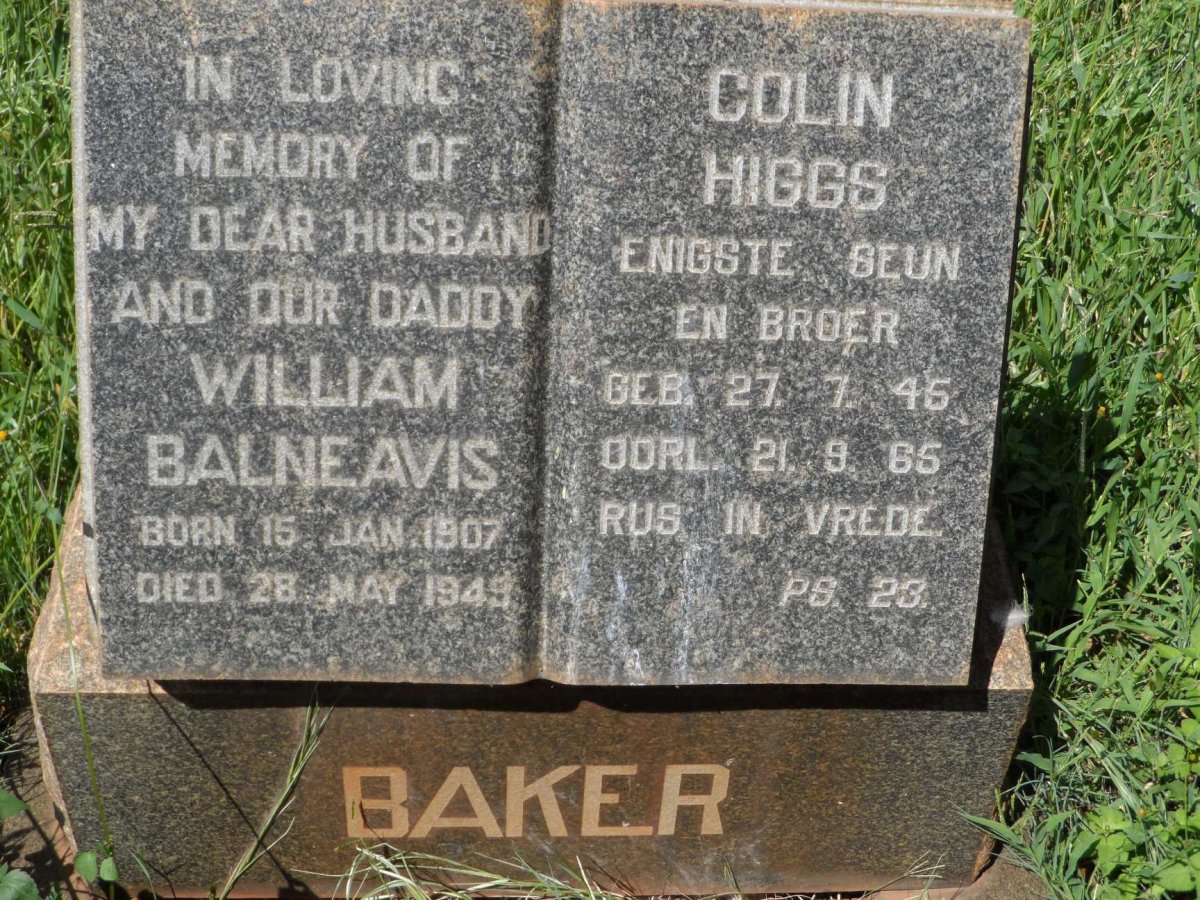 IN LOVING
MEMORY OF
MY DEAR HUSBAND
AND OUR DADDY
WILLIAM
BALNEAVIS
BORN 15 JAN. 1907
DIED 28 MAY 1949
COLIN
HIGGS
ENIGSTE SEUN
EN BROER
GEB. 27. 7. 46
OORL. 21. 9. 65
RUS IN VREDE.
PS. 23.
BAKER